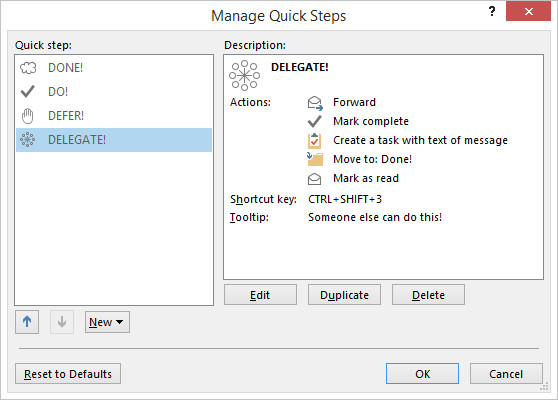 Manage Quick Steps
?
Quick step:
DONE!
DO!
DEFER!
DELEGATE!
New
Description:
DELEGATE!
Actions:
Forward
Mark complete
Create a task with text of message
Move to: Done!
Mark as read
Shortcut key: CTRL+SHIFT+3
Tooltip: Someone else can do this!
Edit Duplicate Delete
Reset to Defaults OK Cancel